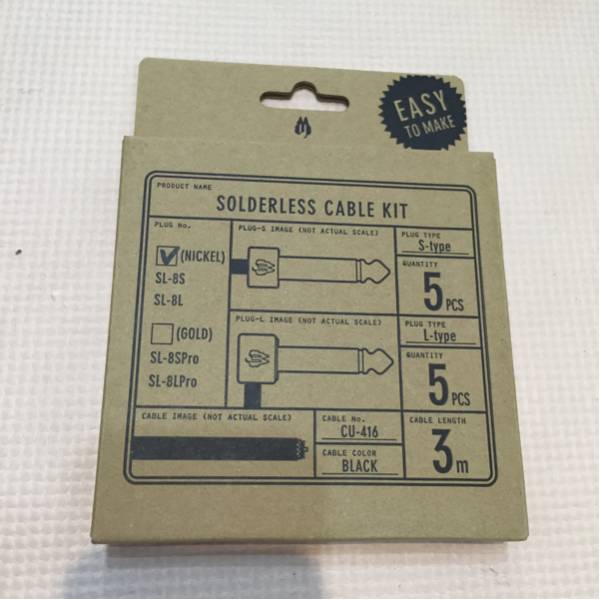 EASY
TO MAKE
PRODUCT NAME
SOLDERLESS CABLE KIT
PLUG No.
(NICKEL)
SL-8S
SL-8L
(GOLD)
SL-8SPro
SL-8LPro
PLUG-S IMAGE (NOT ACTUAL SCALE)
PLUG TYPE
S-type
QUANTITY
5PCS
PLUG-L IMAGE (NOT ACTUAL SCALE)
PLUG TYPE
L-type
QUANTITY
5PCS
CABLE IMAGE (NOT ACTUAL SCALE)
CABLE No.
CU-416
CABLE COLOR
BLACK
CABLE LENGTH
3m